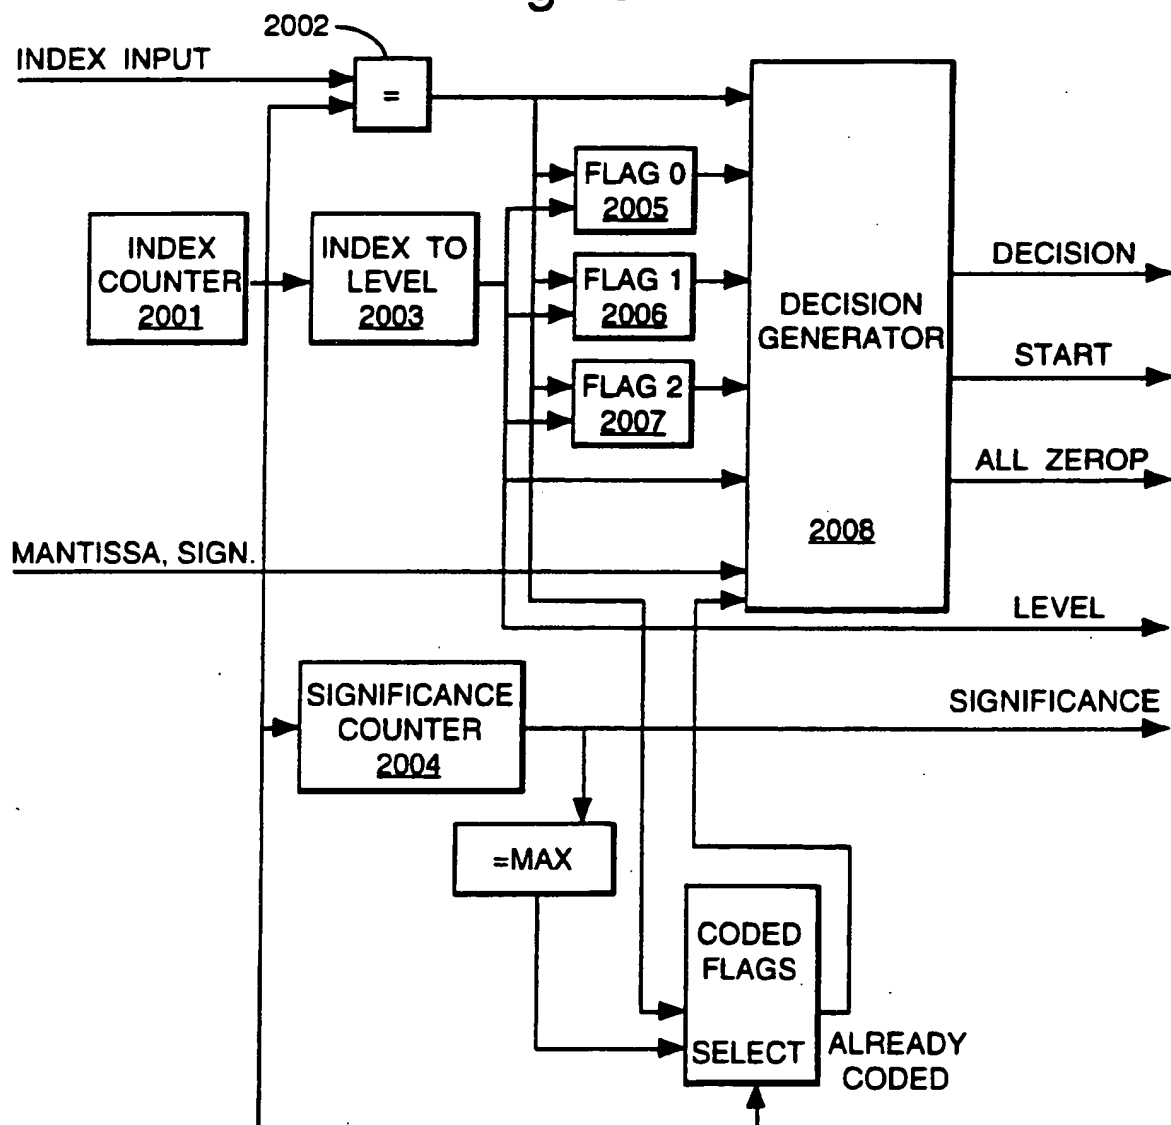 2002
INDEX INPUT
=
FLAG 0
2005
INDEX
COUNTER
2001
INDEX TO
LEVEL
2003
FLAG 1
2006
FLAG 2
2007
DECISION
GENERATOR
2008
DECISION
START
ALL ZEROP
MANTISSA, SIGN.
LEVEL
SIGNIFICANCE
COUNTER
2004
SIGNIFICANCE
=MAX
CODED
FLAGS
SELECT
ALREADY
CODED